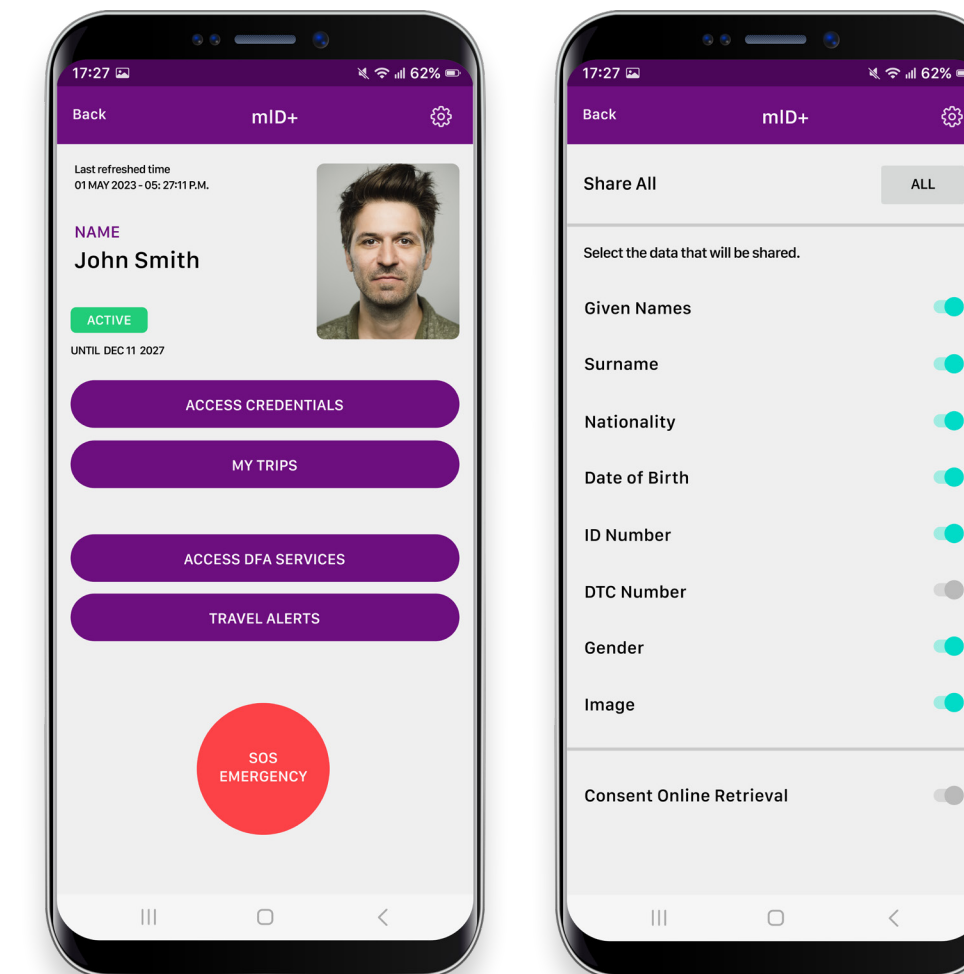 17:27 62%
Back mID+
Last refreshed time
01 MAY 2023 - 05: 27:11 P.M.
NAME
John Smith
ACTIVE
UNTIL DEC 11 2027
ACCESS CREDENTIALS
MY TRIPS
ACCESS DFA SERVICES
TRAVEL ALERTS
SOS
EMERGENCY
17:27 62%
Back mID+
Share All ALL
Select the data that will be shared.
Given Names
Surname
Nationality
Date of Birth
ID Number
DTC Number
Gender
Image
Consent Online Retrieval